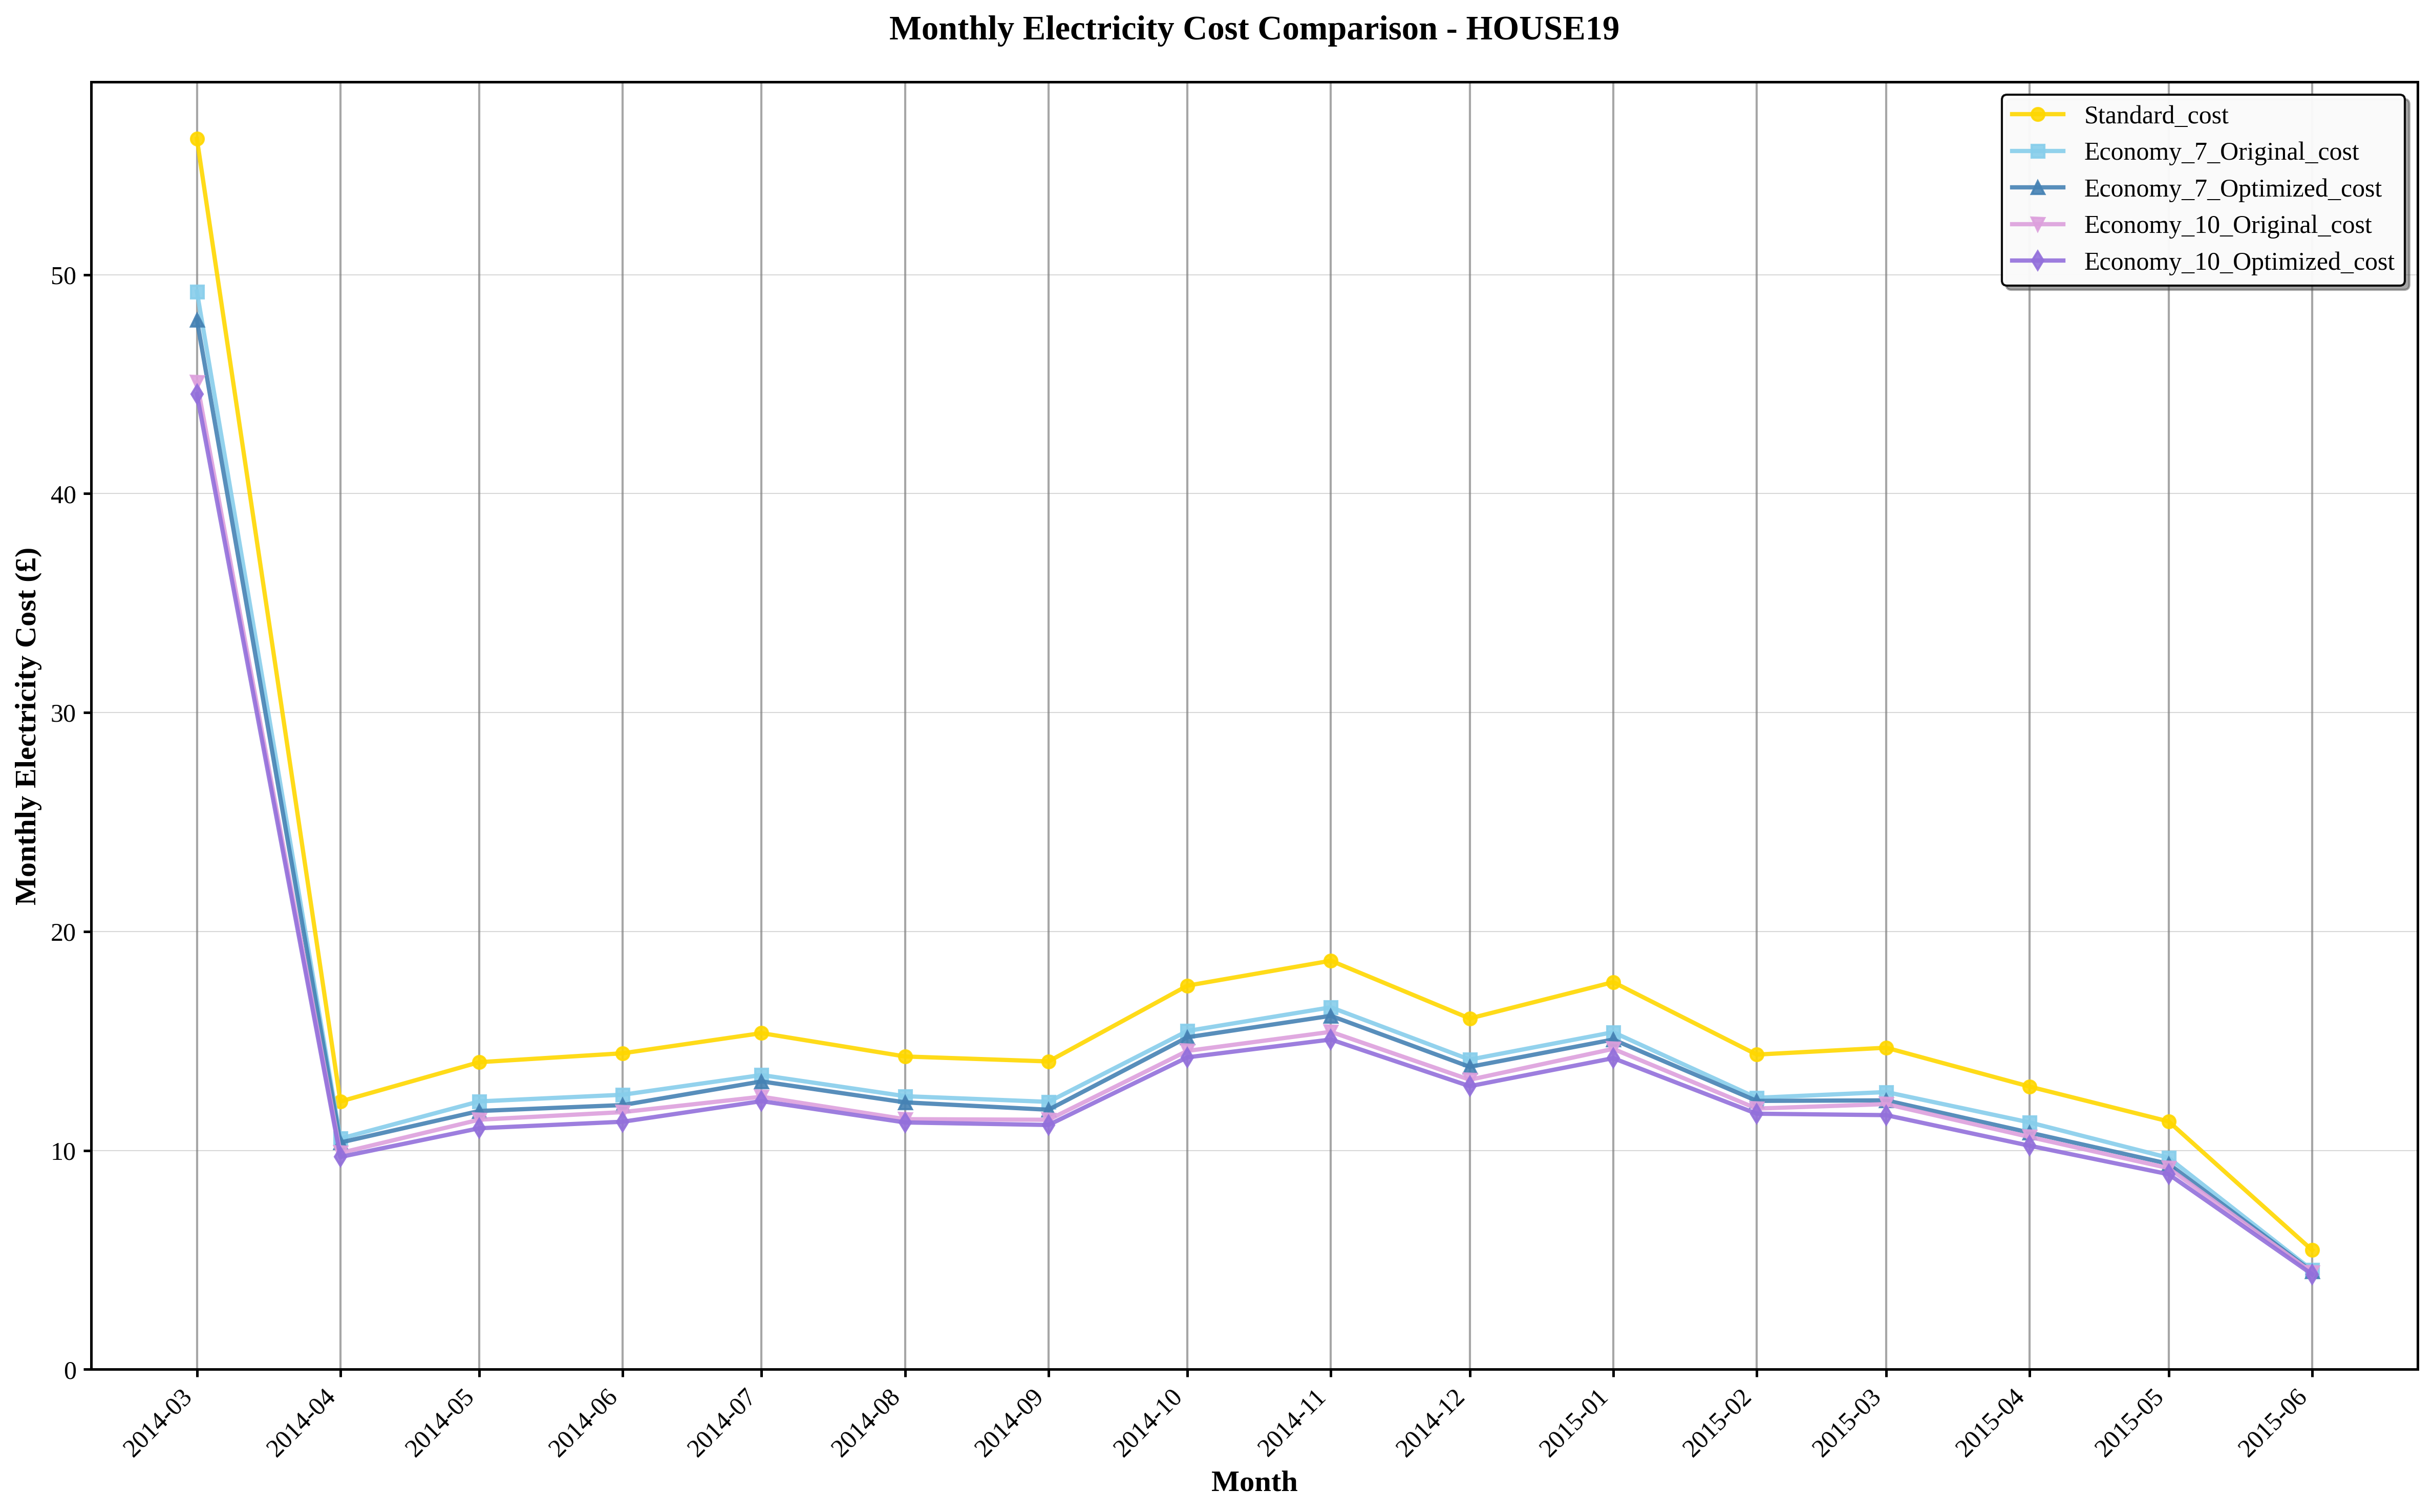 Monthly Electricity Cost Comparison - HOUSE19
Standard_cost
Economy_7_Original_cost
Economy_7_Optimized_cost
Economy_10_Original_cost
Economy_10_Optimized_cost
Monthly Electricity Cost (£)
50
40
30
20
10
0
2014-03
2014-04
2014-05
2014-06
2014-07
2014-08
2014-09
2014-10
2014-11
2014-12
2015-01
2015-02
2015-03
2015-04
2015-05
2015-06
Month